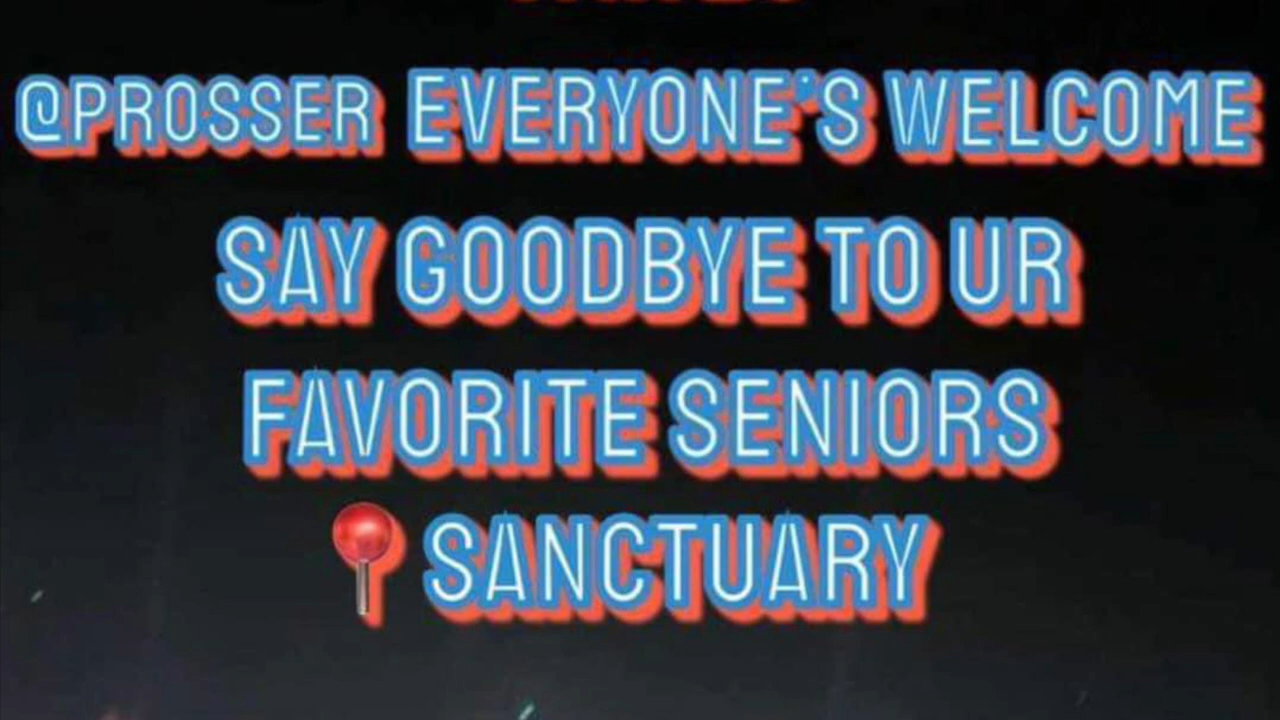 @PROSSER EVERYONE'S WELCOME
SAY GOODBYE TO UR
FAVORITE SENIORS
📍 SANCTUARY